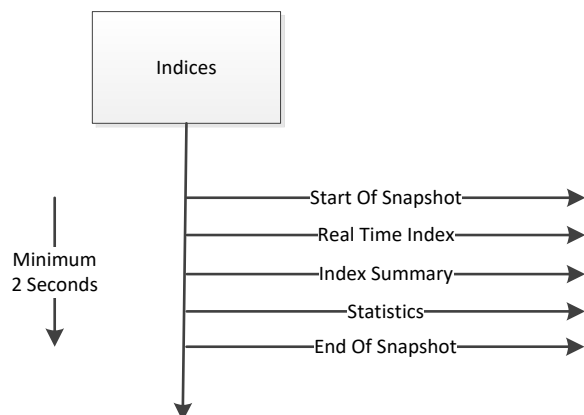 Indices
Start Of Snapshot
Real Time Index
Minimum
2 Seconds
Index Summary
Statistics
End Of Snapshot